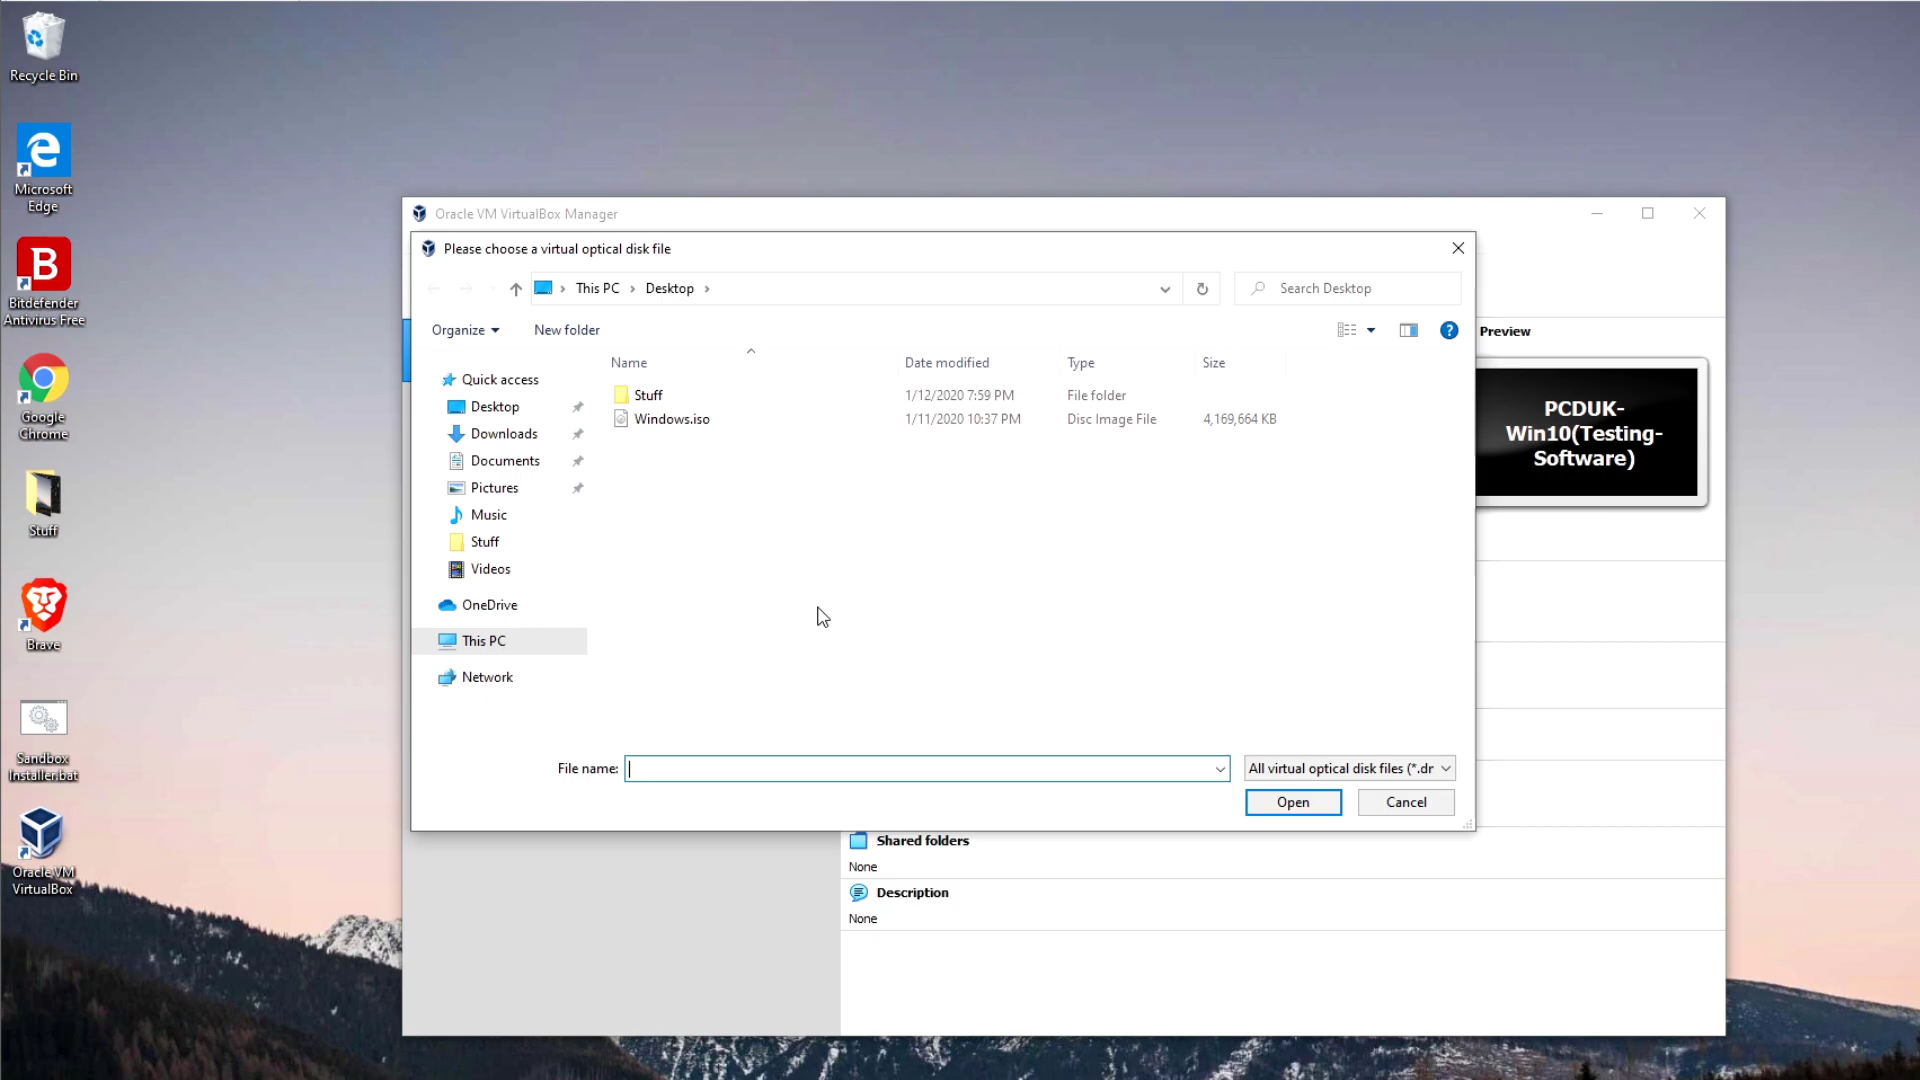 Recycle Bin
Microsoft
Edge
Bitdefender
Antivirus Free
Google
Chrome
Stuff
Brave
Sandbox
Installer.bat
Oracle VM
VirtualBox
Oracle VM VirtualBox Manager
Please choose a virtual optical disk file
This PC > Desktop >
Search Desktop
Organize
New folder
Name
Date modified
Type
Size
Quick access
Desktop
Downloads
Documents
Pictures
Music
Stuff
Videos
OneDrive
This PC
Network
Stuff 1/12/2020 7:59 PM File folder
Windows.iso 1/11/2020 10:37 PM Disc Image File 4,169,664 KB
File name:
All virtual optical disk files (*.dr
Open
Cancel
Preview
PCDUK-
Win10(Testing-
Software)
Shared folders
None
Description
None